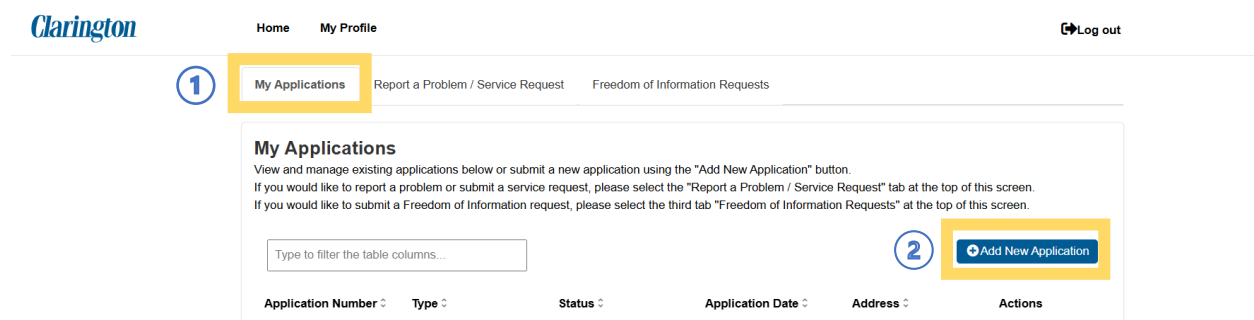 Clarington
Home My Profile Log out
1 My Applications Report a Problem / Service Request Freedom of Information Requests
My Applications
View and manage existing applications below or submit a new application using the "Add New Application" button.
If you would like to report a problem or submit a service request, please select the "Report a Problem / Service Request" tab at the top of this screen.
If you would like to submit a Freedom of Information request, please select the third tab "Freedom of Information Requests" at the top of this screen.
Type to filter the table columns... 2 Add New Application
Application Number Type Status Application Date Address Actions